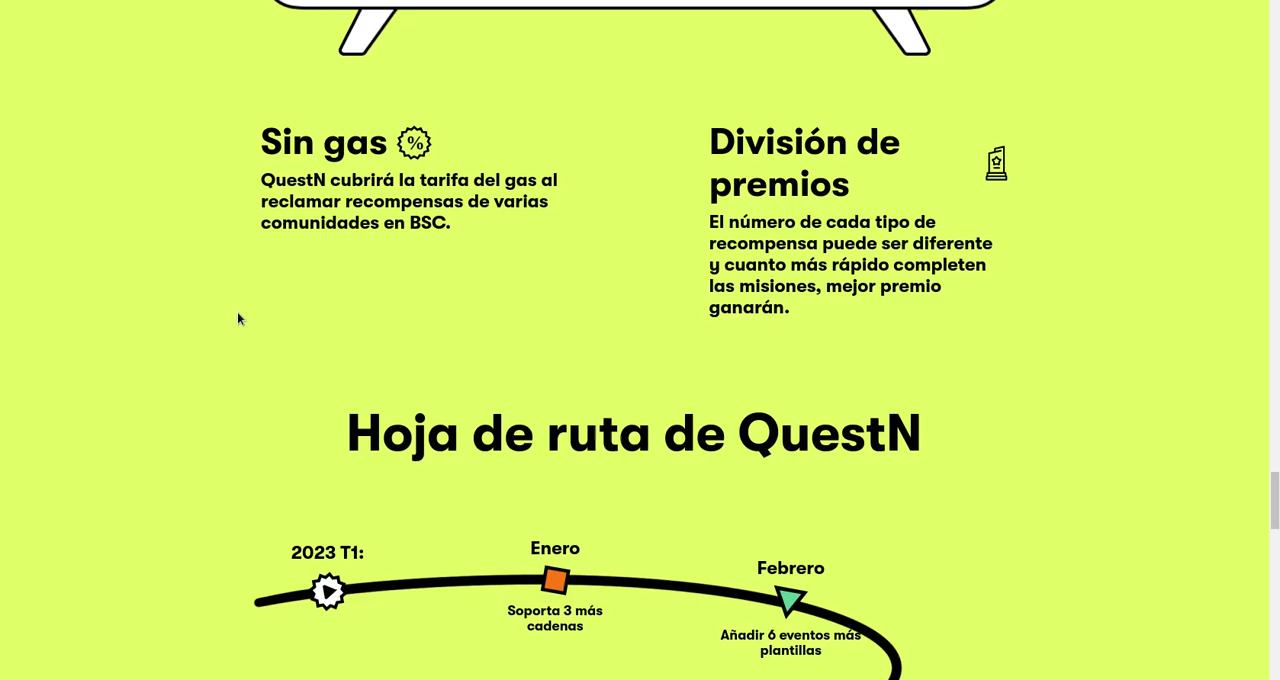 Sin gas
QuestN cubrirá la tarifa del gas al
reclamar recompensas de varias
comunidades en BSC.
División de
premios
El número de cada tipo de
recompensa puede ser diferente
y cuanto más rápido completen
las misiones, mejor premio
ganarán.
Hoja de ruta de QuestN
2023 T1:
Enero
Soporta 3 más
cadenas
Febrero
Añadir 6 eventos más
plantillas